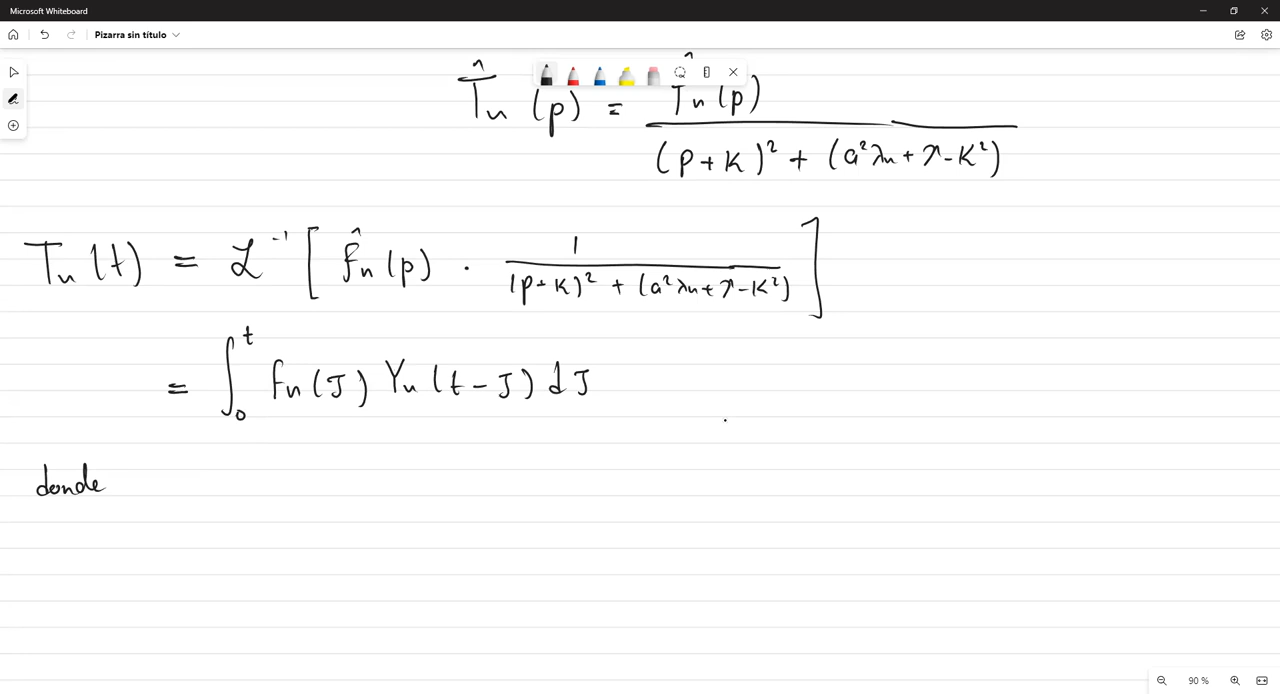 Microsoft Whiteboard
Pizarra sin título
T̂n (p) = f̂n (p) / (p+k)² + (a²λn + γ - k²)
Tn (t) = ℒ⁻¹ [ f̂n (p) · 1 / (p+k)² + (a²λn + γ - k²) ]
= ∫₀ᵗ fn (J) Yn (t - J) dJ
donde
90 %